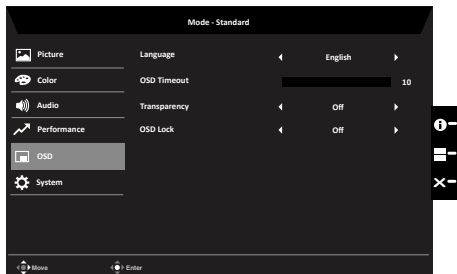 Mode - Standard
Picture
Language
English
Color
OSD Timeout
10
Audio
Transparency
Off
Performance
OSD Lock
Off
OSD
System
Move
Enter